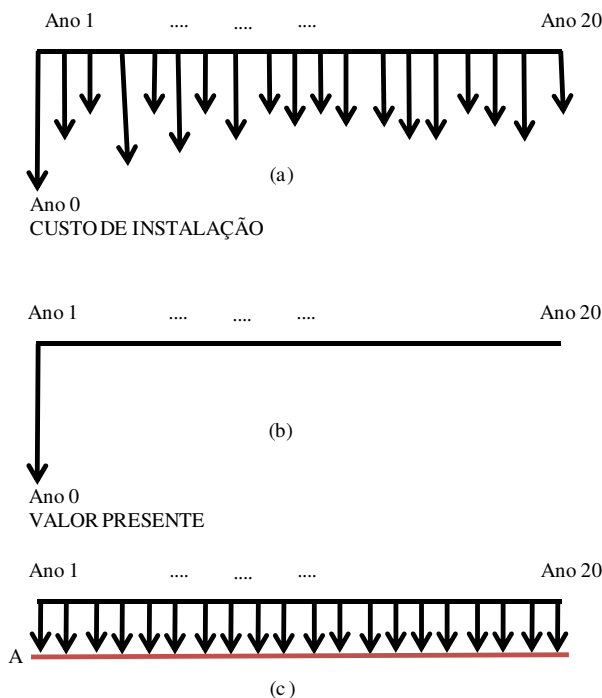 Ano 1 .... .... .... Ano 20
(a)
Ano 0
CUSTO DE INSTALAÇÃO
Ano 1 .... .... .... Ano 20
(b)
Ano 0
VALOR PRESENTE
Ano 1 .... .... .... Ano 20
A
(c)